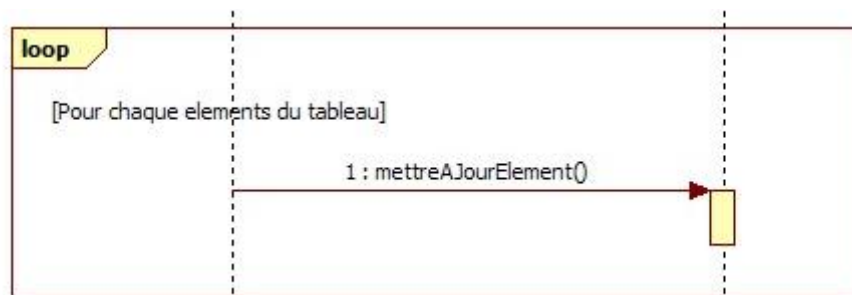 loop
[Pour chaque elements du tableau]
1 : mettreAJourElement()